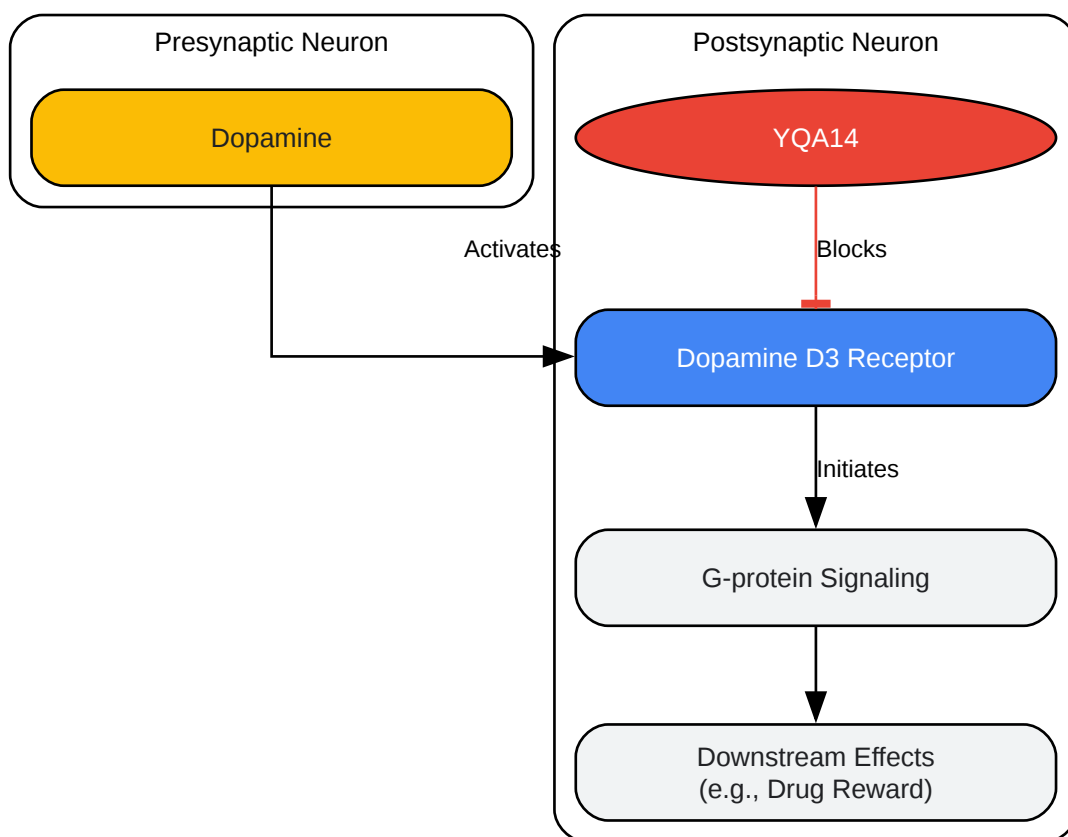 Presynaptic Neuron
Postsynaptic Neuron
Dopamine
YQA14
Activates
Blocks
Dopamine D3 Receptor
Initiates
G-protein Signaling
Downstream Effects
(e.g., Drug Reward)